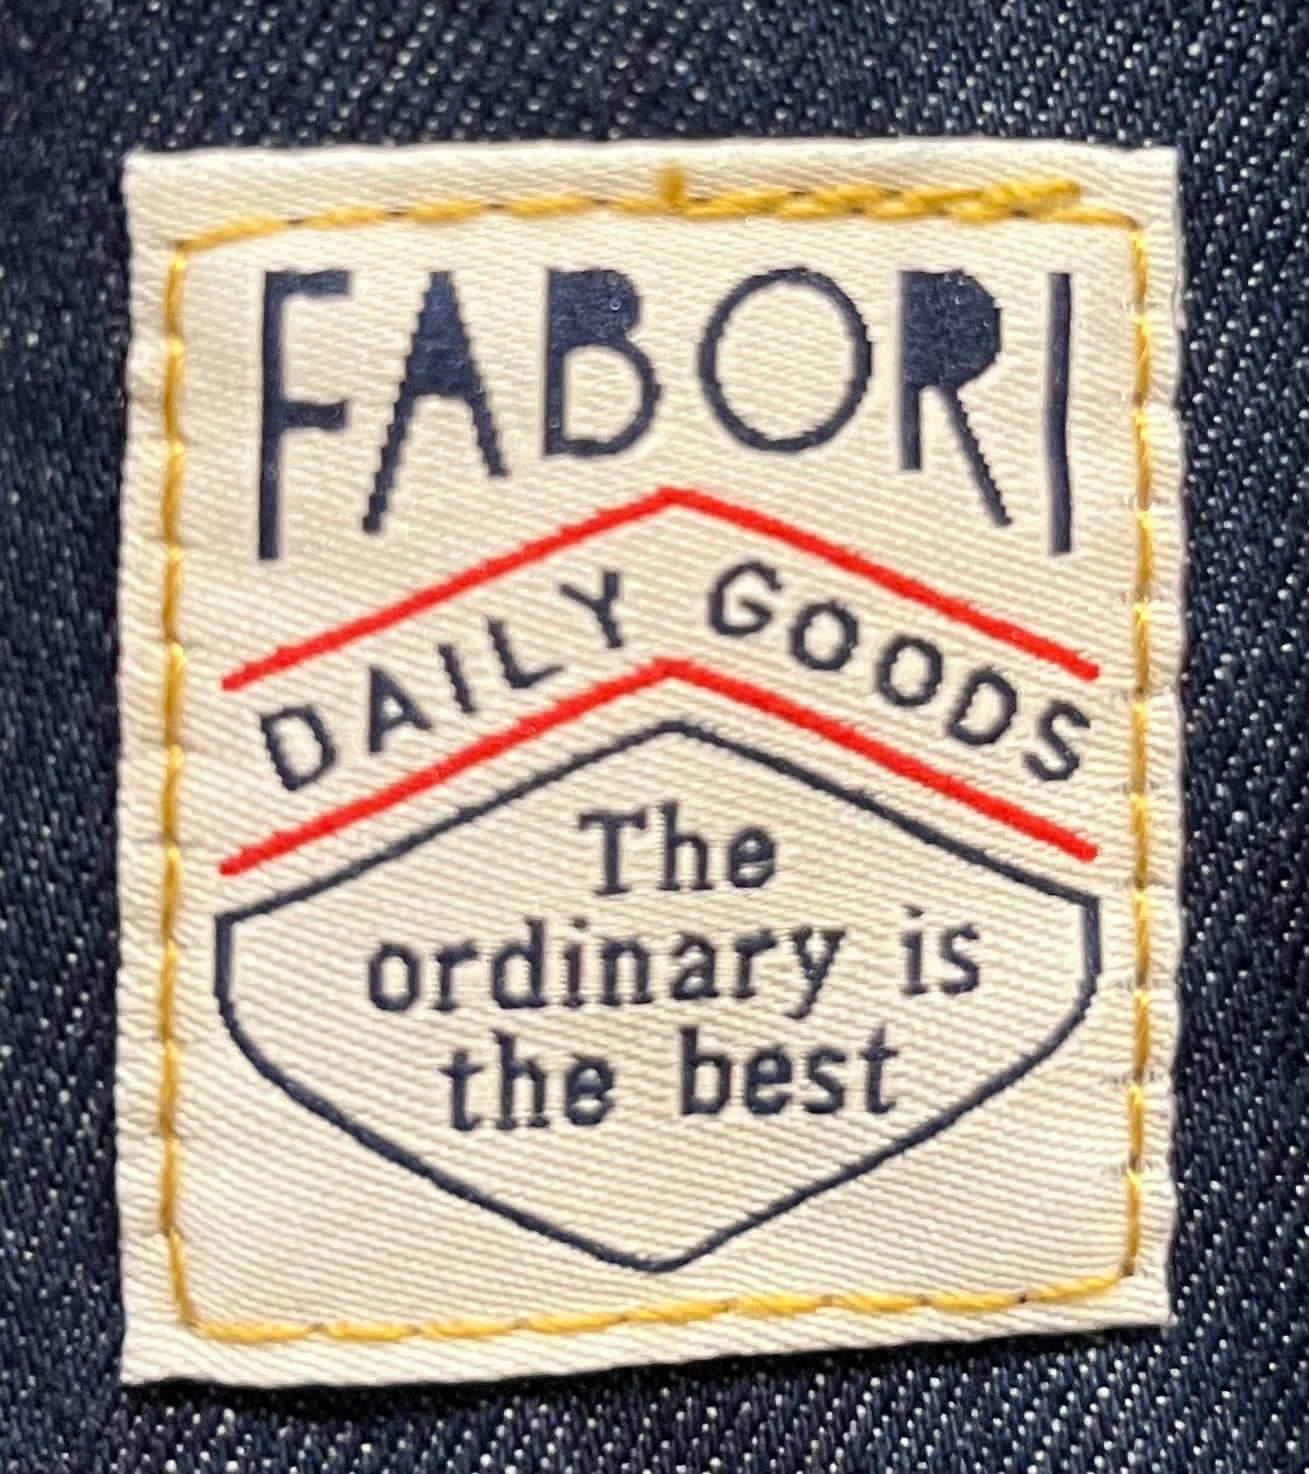 FABORI
DAILY GOODS
The
ordinary is
the best